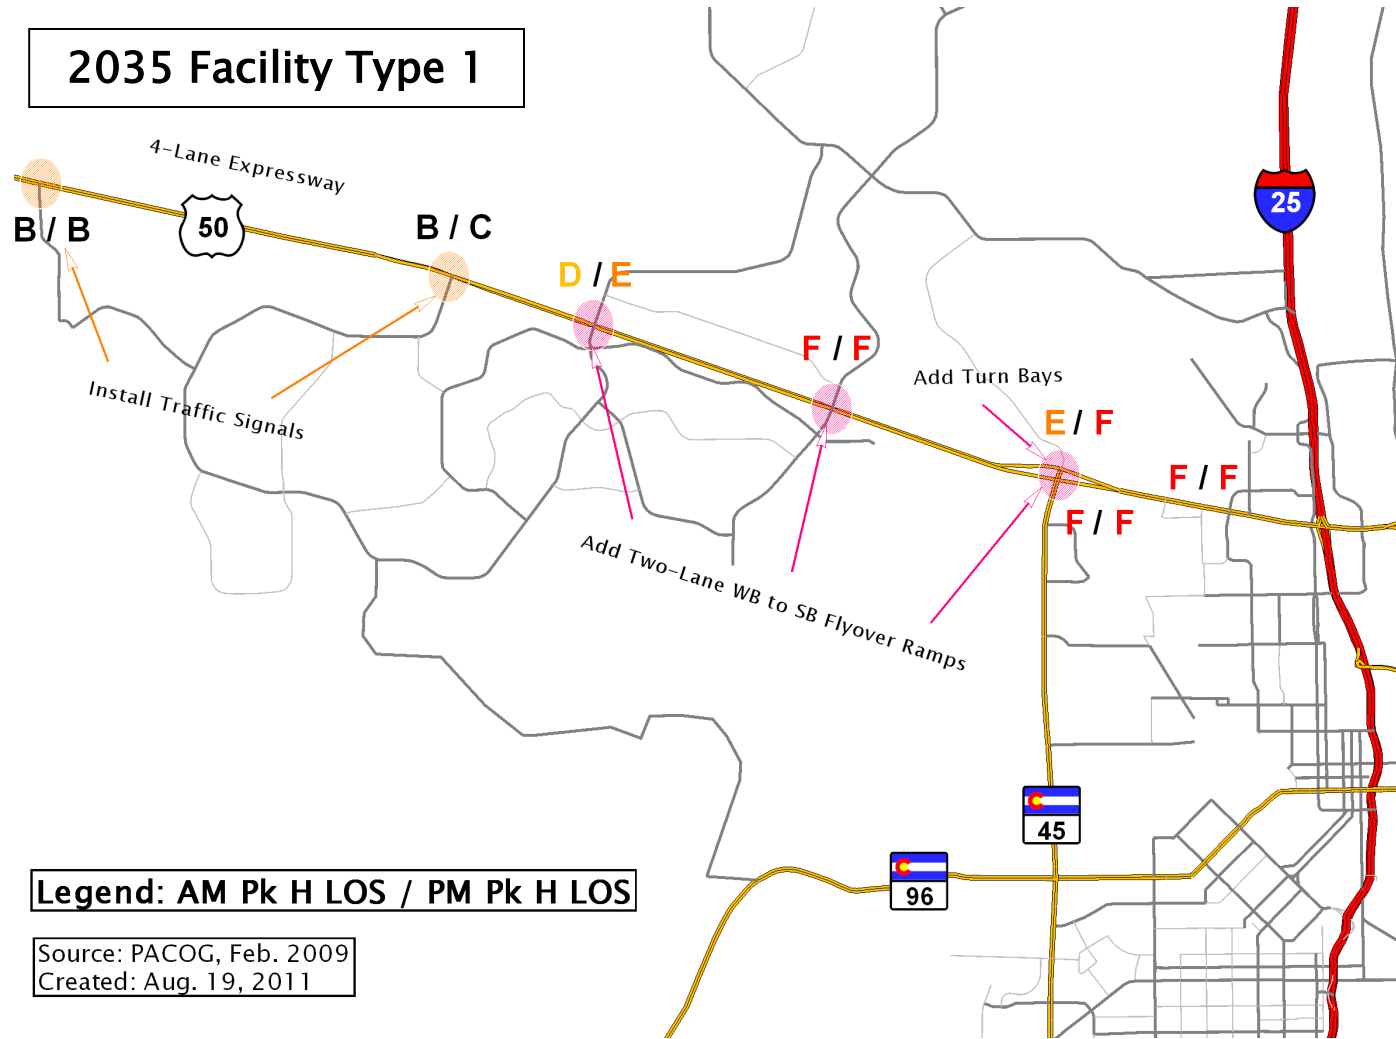 2035 Facility Type 1
4-Lane Expressway
25
50
B / B
B / C
D / E
F / F
Add Turn Bays
Install Traffic Signals
E / F
F / F
F / F
Add Two-Lane WB to SB Flyover Ramps
45
96
Legend: AM Pk H LOS / PM Pk H LOS
Source: PACOG, Feb. 2009
Created: Aug. 19, 2011